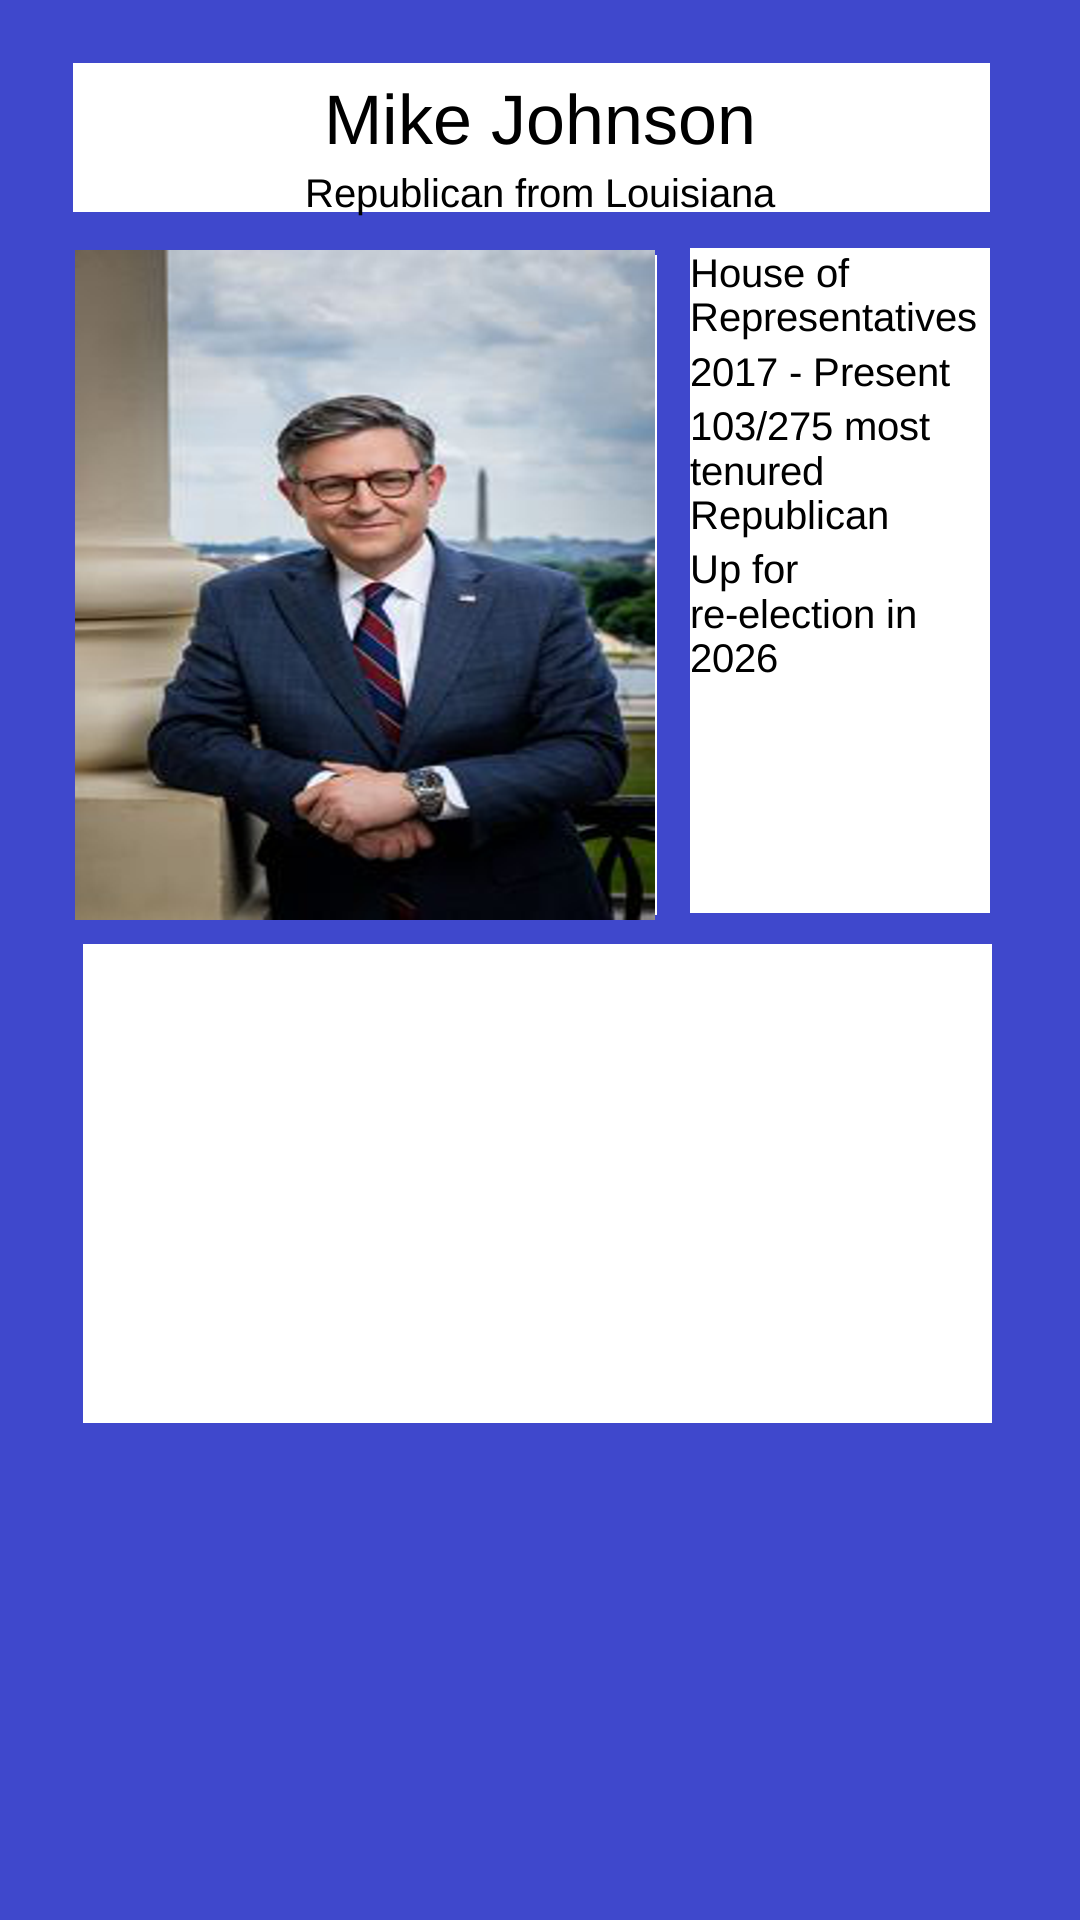 Mike Johnson
Republican from Louisiana
House of
Representatives
2017 - Present
103/275 most
tenured
Republican
Up for
re-election in
2026